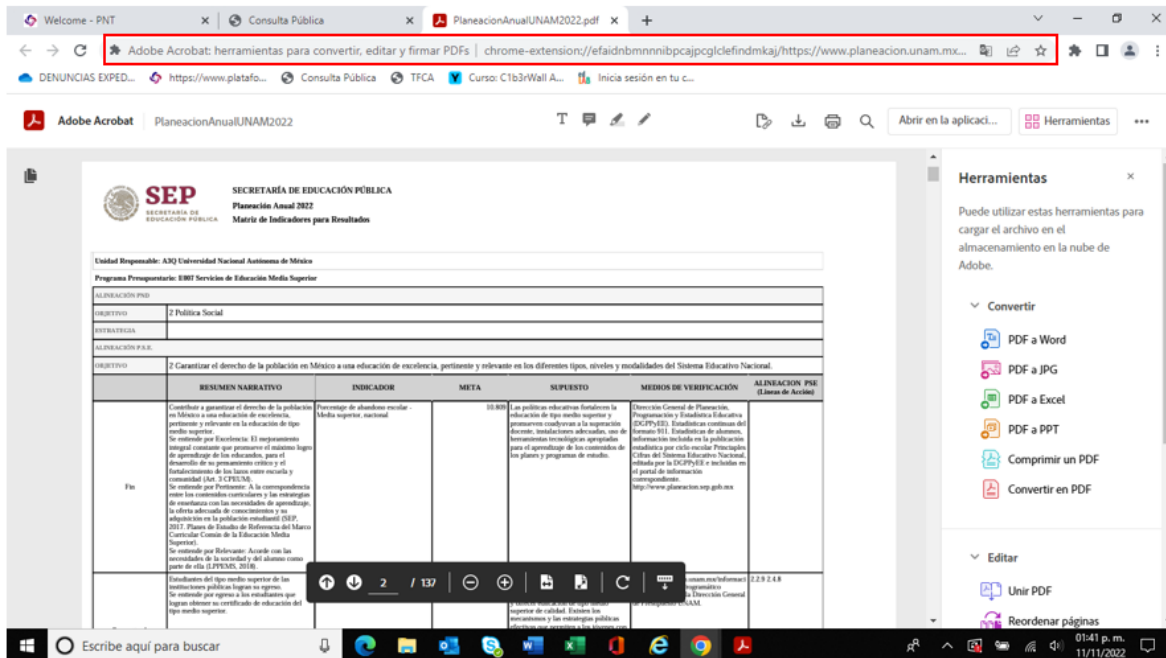 Welcome - PNT
Consulta Pública
PlaneacionAnualUNAM2022.pdf
Adobe Acrobat: herramientas para convertir, editar y firmar PDFs | chrome-extension://efaidnbmnnnibpcajpcglclefindmkaj/https://www.planeacion.unam.mx...
DENUNCIAS EXPED...
https://www.platafo...
Consulta Pública
TFCA
Curso: C1b3rWall A...
Inicia sesión en tu c...
Adobe Acrobat
PlaneacionAnualUNAM2022
Abrir en la aplicaci...
Herramientas
SEP
SECRETARÍA DE
EDUCACIÓN PÚBLICA
SECRETARÍA DE EDUCACIÓN PÚBLICA
Planeación Anual 2022
Matriz de Indicadores para Resultados
Unidad Responsable: A3Q Universidad Nacional Autónoma de México
Programa Presupuestario: E007 Servicios de Educación Media Superior
ALINEACIÓN PND
OBJETIVO
2 Política Social
ESTRATEGIA
ALINEACIÓN P.S.E.
OBJETIVO
2 Garantizar el derecho de la población en México a una educación de excelencia, pertinente y relevante en los diferentes tipos, niveles y modalidades del Sistema Educativo Nacional.
RESUMEN NARRATIVO
INDICADOR
META
SUPUESTO
MEDIOS DE VERIFICACIÓN
ALINEACION PSE
(Líneas de Acción)
Fin
Contribuir a garantizar el derecho de la población
en México a una educación de excelencia,
pertinente y relevante en la educación de tipo
medio superior.
Se entiende por Excelencia: El mejoramiento
integral constante que promueve el máximo logro
de aprendizaje de los educandos, para el
desarrollo de su pensamiento crítico y el
fortalecimiento de los lazos entre escuela y
comunidad (Art. 3 CPEUM).
Se entiende por Pertinente: A la correspondencia
entre los contenidos curriculares y las estrategias
de enseñanza con las necesidades de aprendizaje,
la oferta adecuada de conocimientos y su
adquisición en la población estudiantil (SEP,
2017. Planes de Estudio de Referencia del Marco
Curricular Común de la Educación Media
Superior).
Se entiende por Relevante: Acorde con las
necesidades de la sociedad y del alumno como
parte de ella (LPPEMS, 2018).
Porcentaje de abandono escolar -
Media superior, nacional
10.809
Las políticas educativas fortalecen la
educación de tipo medio superior y
promueven coadyuvan a la superación
docente, instalaciones adecuadas, uso de
herramientas tecnológicas apropiadas
para el aprendizaje de los contenidos de
los planes y programas de estudio.
Dirección General de Planeación,
Programación y Estadística Educativa
(DGPPyEE). Estadísticas continuas del
formato 911. Estadísticas de alumnos,
información incluida en la publicación
estadística por ciclo escolar Principales
Cifras del Sistema Educativo Nacional,
editada por la DGPPyEE e incluidas en
el portal de información
correspondiente.
http://www.planeacion.sep.gob.mx
Estudiantes del tipo medio superior de las
instituciones públicas logran su egreso.
Se entiende por egreso a los estudiantes que
logran obtener su certificado de educación del
tipo medio superior.
superior de calidad. Existen los
mecanismos y las estrategias públicas
.unam.mx/informaci
rogramático
la Dirección General
2.2.9 2.4.8
2 / 137
Herramientas
Puede utilizar estas herramientas para
cargar el archivo en el
almacenamiento en la nube de
Adobe.
Convertir
PDF a Word
PDF a JPG
PDF a Excel
PDF a PPT
Comprimir un PDF
Convertir en PDF
Editar
Unir PDF
Reordenar páginas
Escribe aquí para buscar
01:41 p. m.
11/11/2022